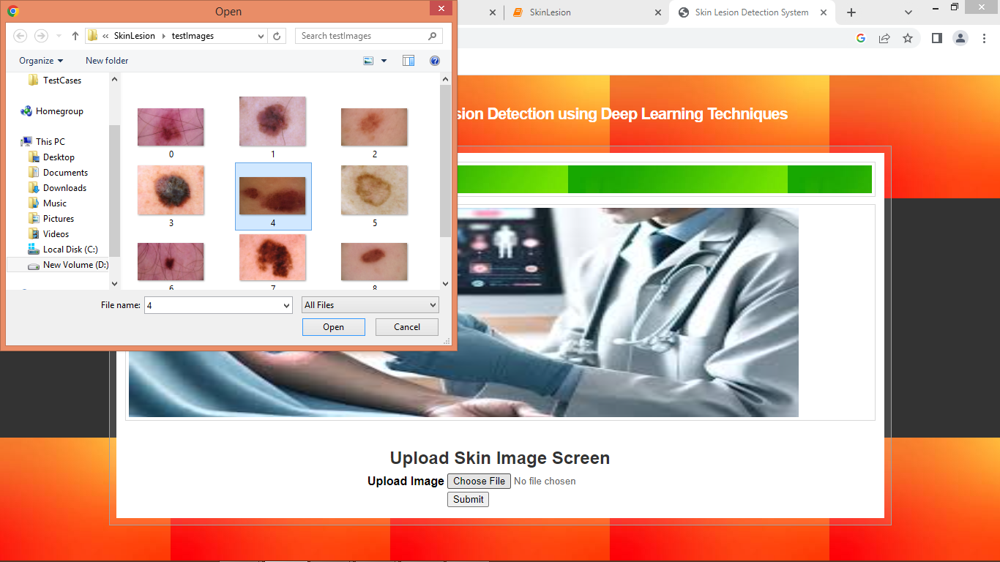 Open
SkinLesion
Skin Lesion Detection System
« SkinLesion › testImages
Search testImages
Organize
New folder
TestCases
Homegroup
This PC
Desktop
Documents
Downloads
Music
Pictures
Videos
Local Disk (C:)
New Volume (D:)
0
1
2
3
4
5
6
7
8
File name:
4
All Files
Open
Cancel
sion Detection using Deep Learning Techniques
Upload Skin Image Screen
Upload Image Choose File No file chosen
Submit